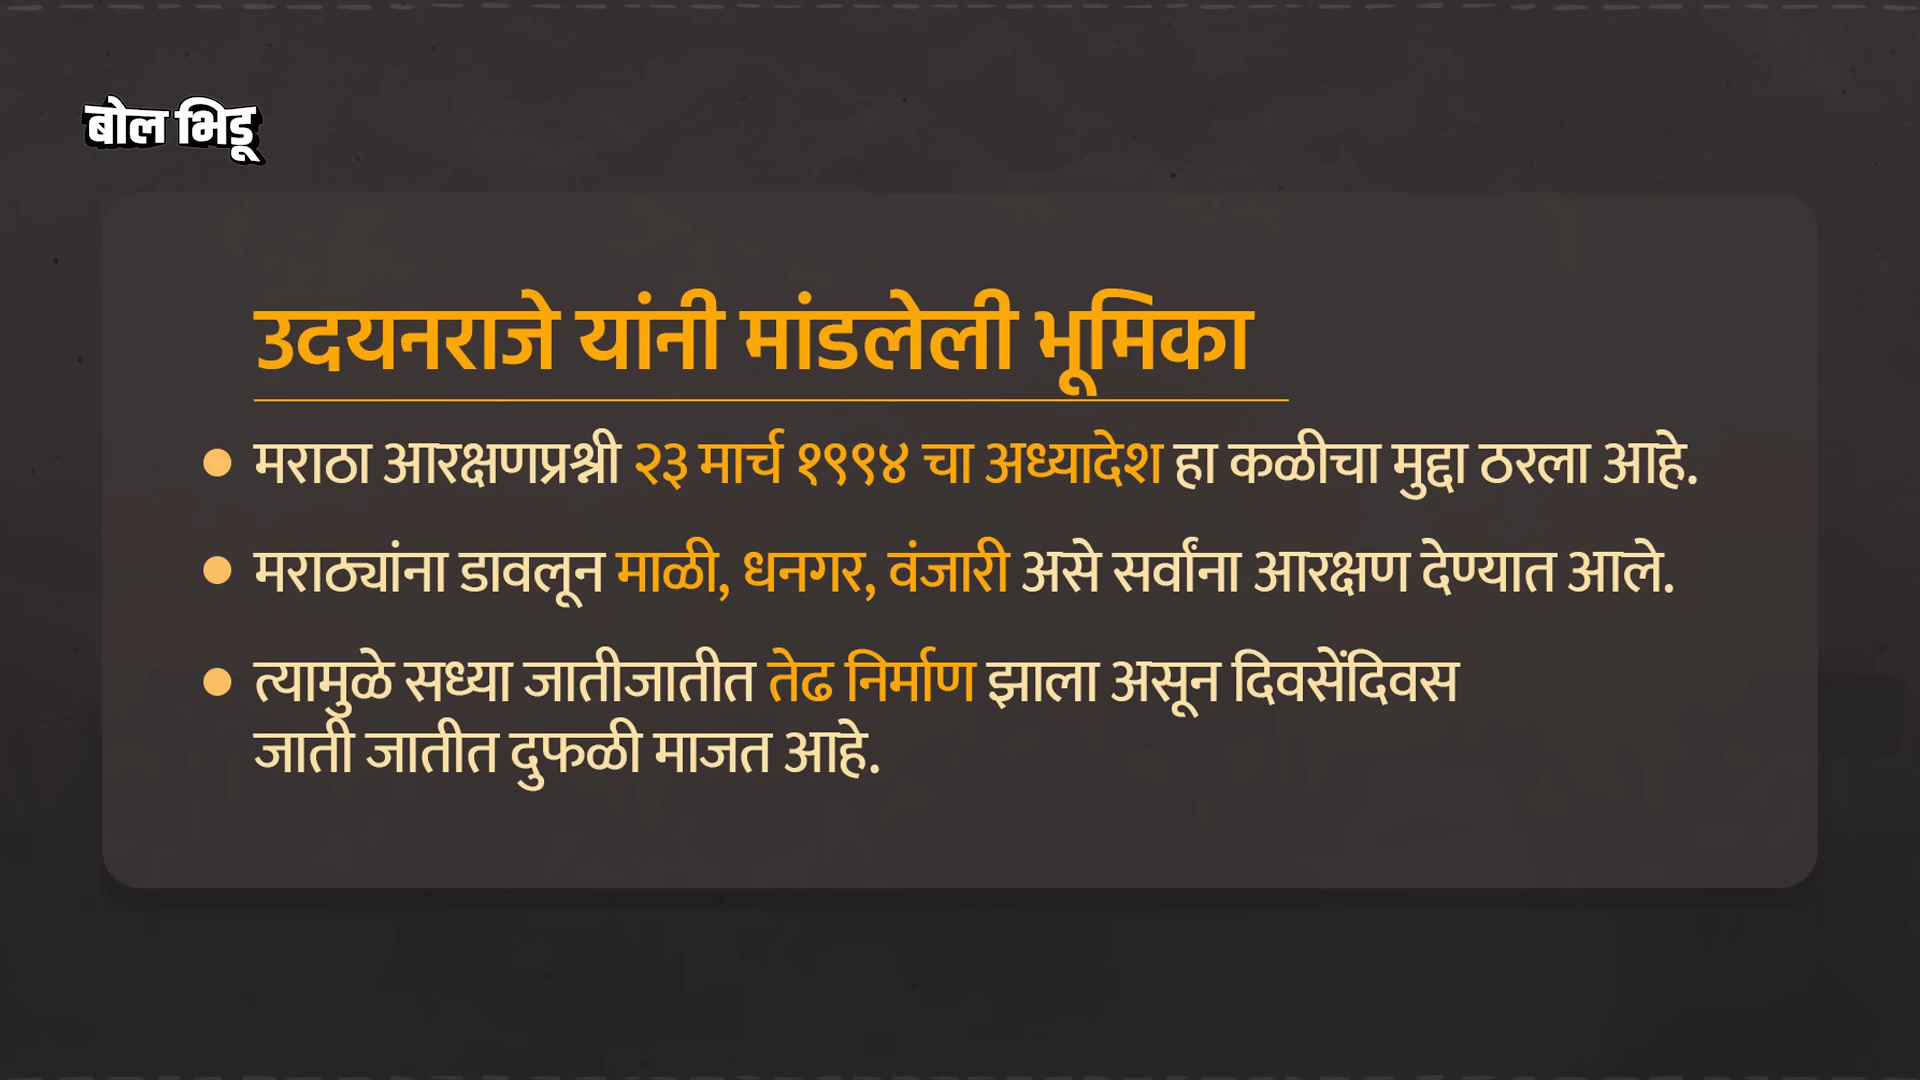 बोल भिडू
उदयनराजे यांनी मांडलेली भूमिका
मराठा आरक्षणप्रश्नी २३ मार्च १९९४ चा अध्यादेश हा कळीचा मुद्दा ठरला आहे.
मराठ्यांना डावलून माळी, धनगर, वंजारी असे सर्वांना आरक्षण देण्यात आले.
त्यामुळे सध्या जातीजातीत तेढ निर्माण झाला असून दिवसेंदिवस
जाती जातीत दुफळी माजत आहे.